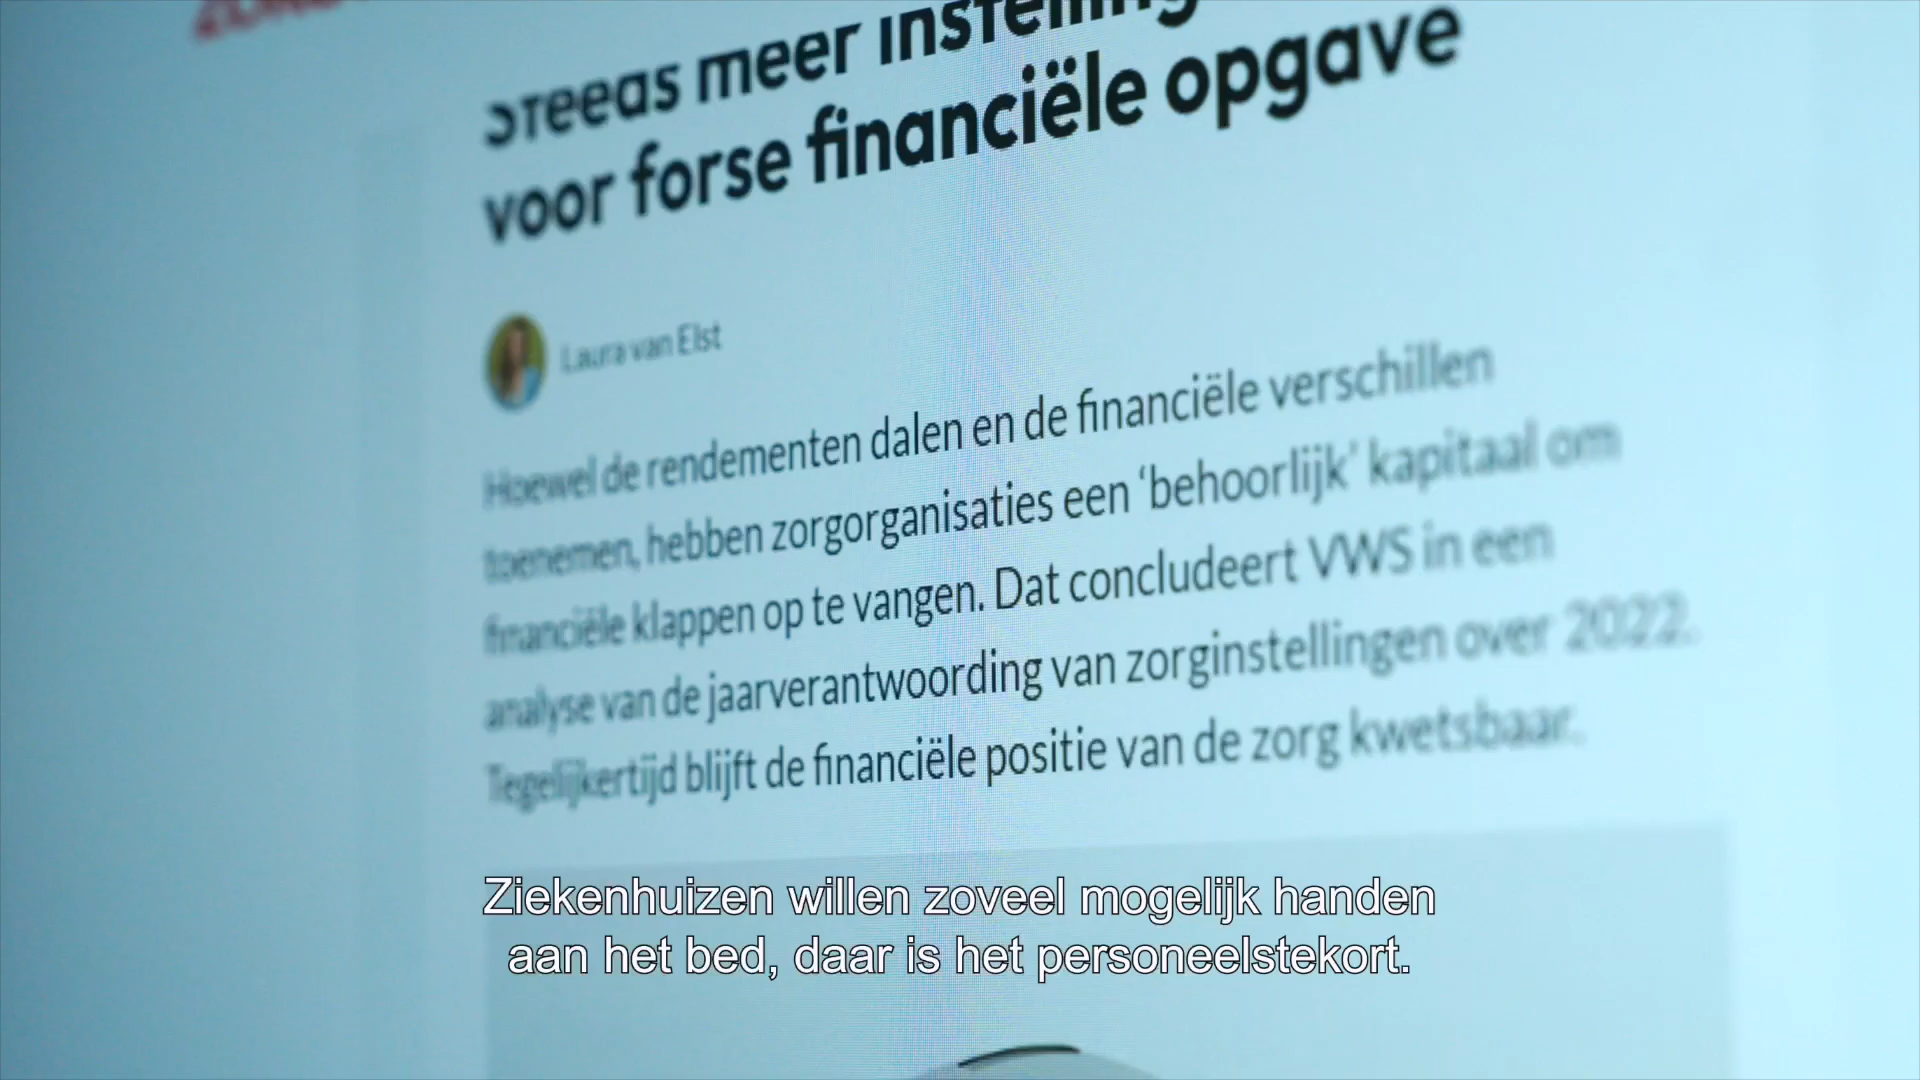 Steeds meer
voor forse financiële opgave
Laura van Elst
Hoewel de rendementen dalen en de financiële verschillen
toenemen, hebben zorgorganisaties een ‘behoorlijk’ kapitaal om
financiële klappen op te vangen. Dat concludeert VWS in een
analyse van de jaarverantwoording van zorginstellingen over 2022.
Tegelijkertijd blijft de financiële positie van de zorg kwetsbaar.
Ziekenhuizen willen zoveel mogelijk handen
aan het bed, daar is het personeelstekort.